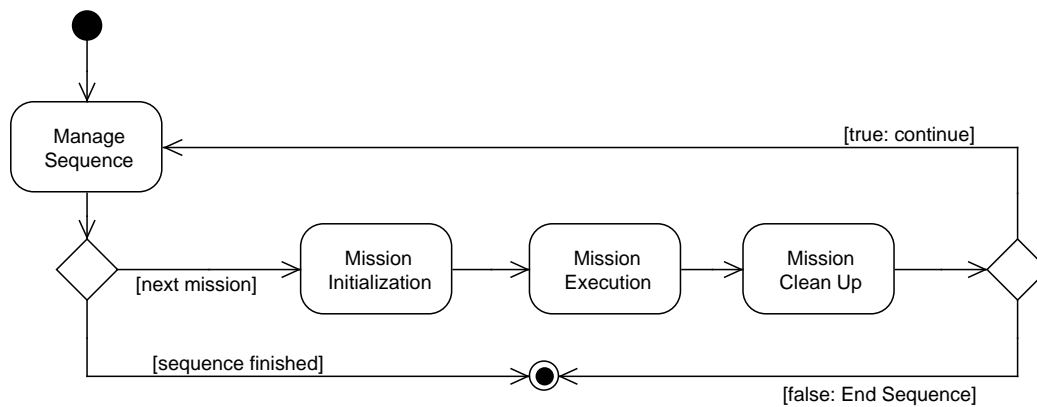 Manage
Sequence
[true: continue]
[next mission]
Mission
Initialization
Mission
Execution
Mission
Clean Up
[sequence finished]
[false: End Sequence]